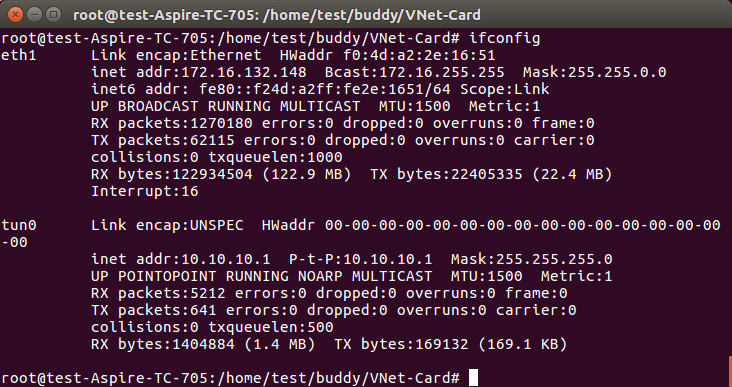 root@test-Aspire-TC-705: /home/test/buddy/VNet-Card
root@test-Aspire-TC-705:/home/test/buddy/VNet-Card# ifconfig
eth1      Link encap:Ethernet  HWaddr f0:4d:a2:2e:16:51
          inet addr:172.16.132.148  Bcast:172.16.255.255  Mask:255.255.0.0
          inet6 addr: fe80::f24d:a2ff:fe2e:1651/64 Scope:Link
          UP BROADCAST RUNNING MULTICAST  MTU:1500  Metric:1
          RX packets:1270180 errors:0 dropped:0 overruns:0 frame:0
          TX packets:62115 errors:0 dropped:0 overruns:0 carrier:0
          collisions:0 txqueuelen:1000
          RX bytes:122934504 (122.9 MB)  TX bytes:22405335 (22.4 MB)
          Interrupt:16
tun0      Link encap:UNSPEC  HWaddr 00-00-00-00-00-00-00-00-00-00-00-00-00-00-00
-00
          inet addr:10.10.10.1  P-t-P:10.10.10.1  Mask:255.255.255.0
          UP POINTOPOINT RUNNING NOARP MULTICAST  MTU:1500  Metric:1
          RX packets:5212 errors:0 dropped:0 overruns:0 frame:0
          TX packets:641 errors:0 dropped:0 overruns:0 carrier:0
          collisions:0 txqueuelen:500
          RX bytes:1404884 (1.4 MB)  TX bytes:169132 (169.1 KB)
root@test-Aspire-TC-705:/home/test/buddy/VNet-Card#